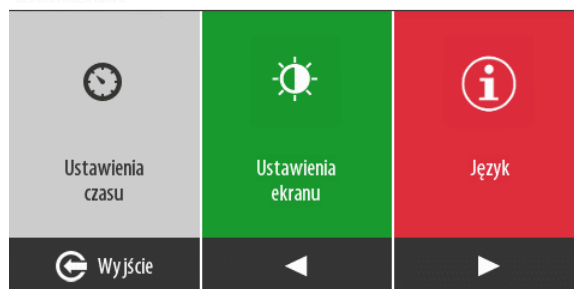 Ustawienia
czasu
Ustawienia
ekranu
Język
Wyjście